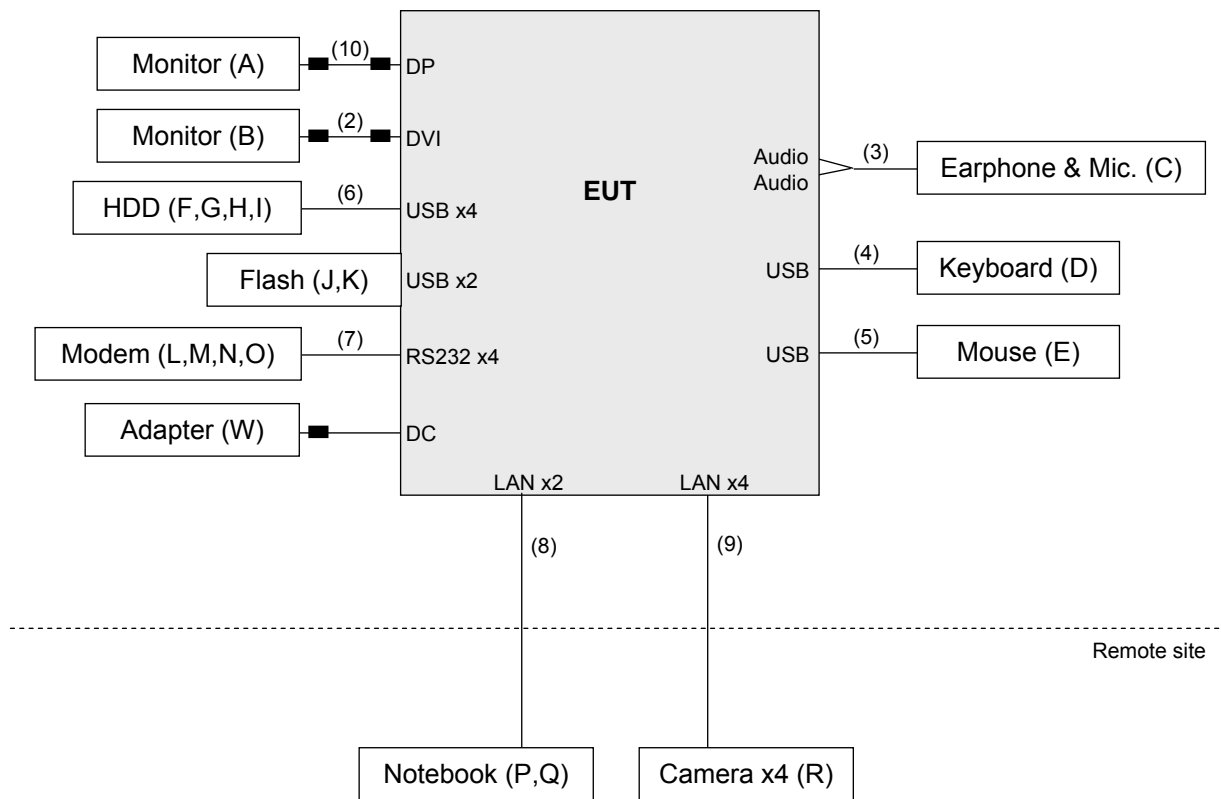 (10)
Monitor (A)
DP
(2)
Monitor (B)
DVI
(6)
HDD (F,G,H,I)
USB x4
Flash (J,K)
USB x2
(7)
Modem (L,M,N,O)
RS232 x4
Adapter (W)
DC
EUT
Audio
Audio
(3)
Earphone & Mic. (C)
USB
(4)
Keyboard (D)
USB
(5)
Mouse (E)
LAN x2
LAN x4
(8)
(9)
Remote site
Notebook (P,Q)
Camera x4 (R)